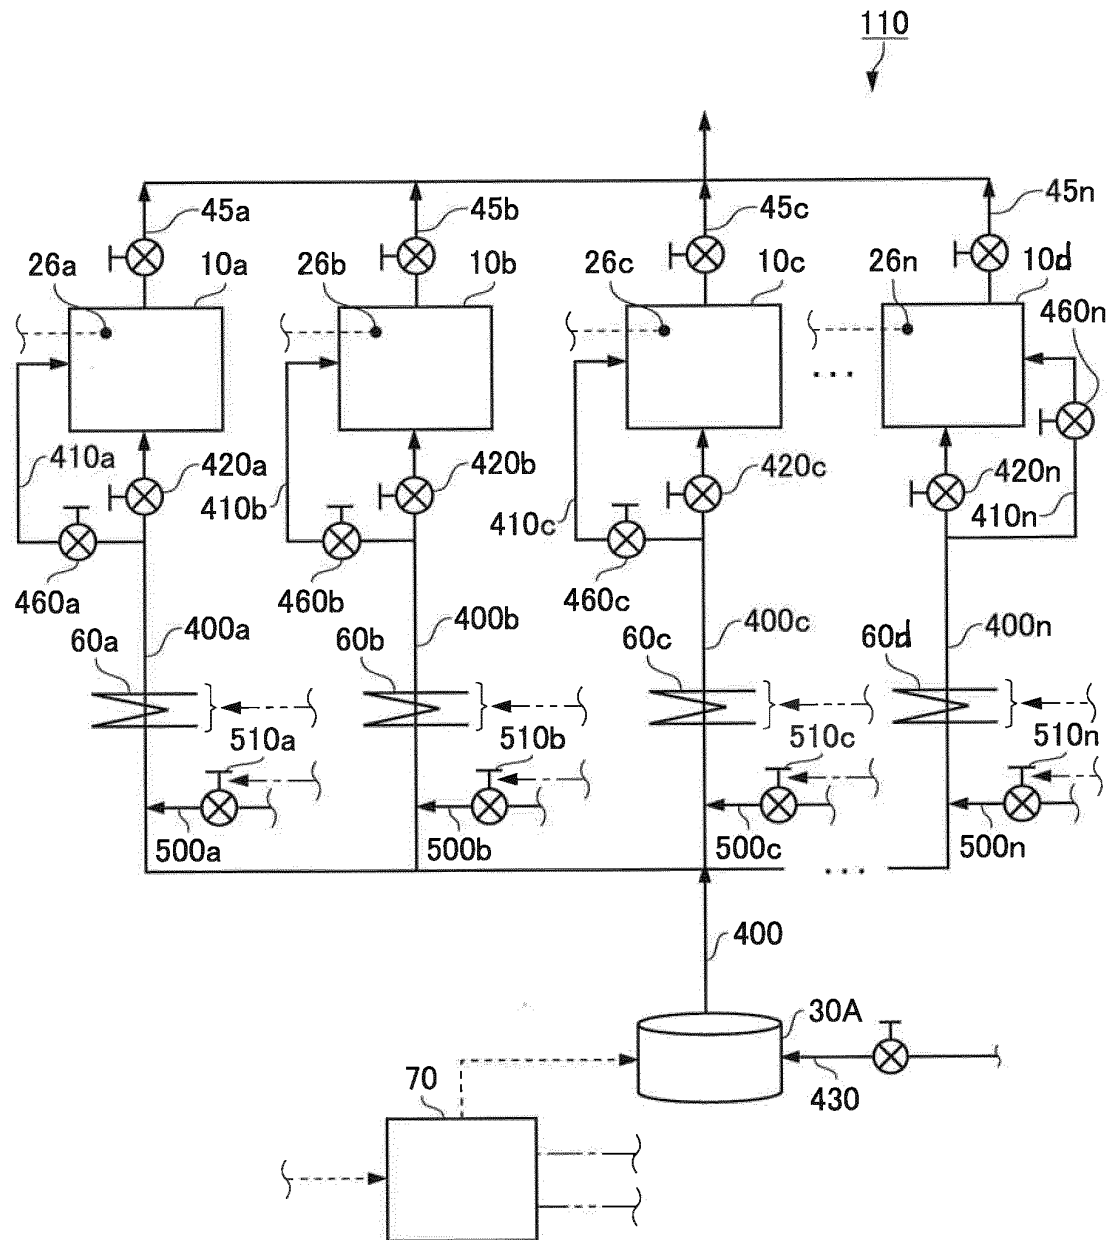 110
45a 45b 45c 45n
26a 10a 26b 10b 26c 10c 26n 10d
460n
...
410a 420a 410b 420b 410c 420c 420n
410n
460a 460b 460c
60a 400a 60b 400b 60c 400c 60d 400n
510a 510b 510c 510n
500a 500b 500c 500n
...
400
30A
70 430